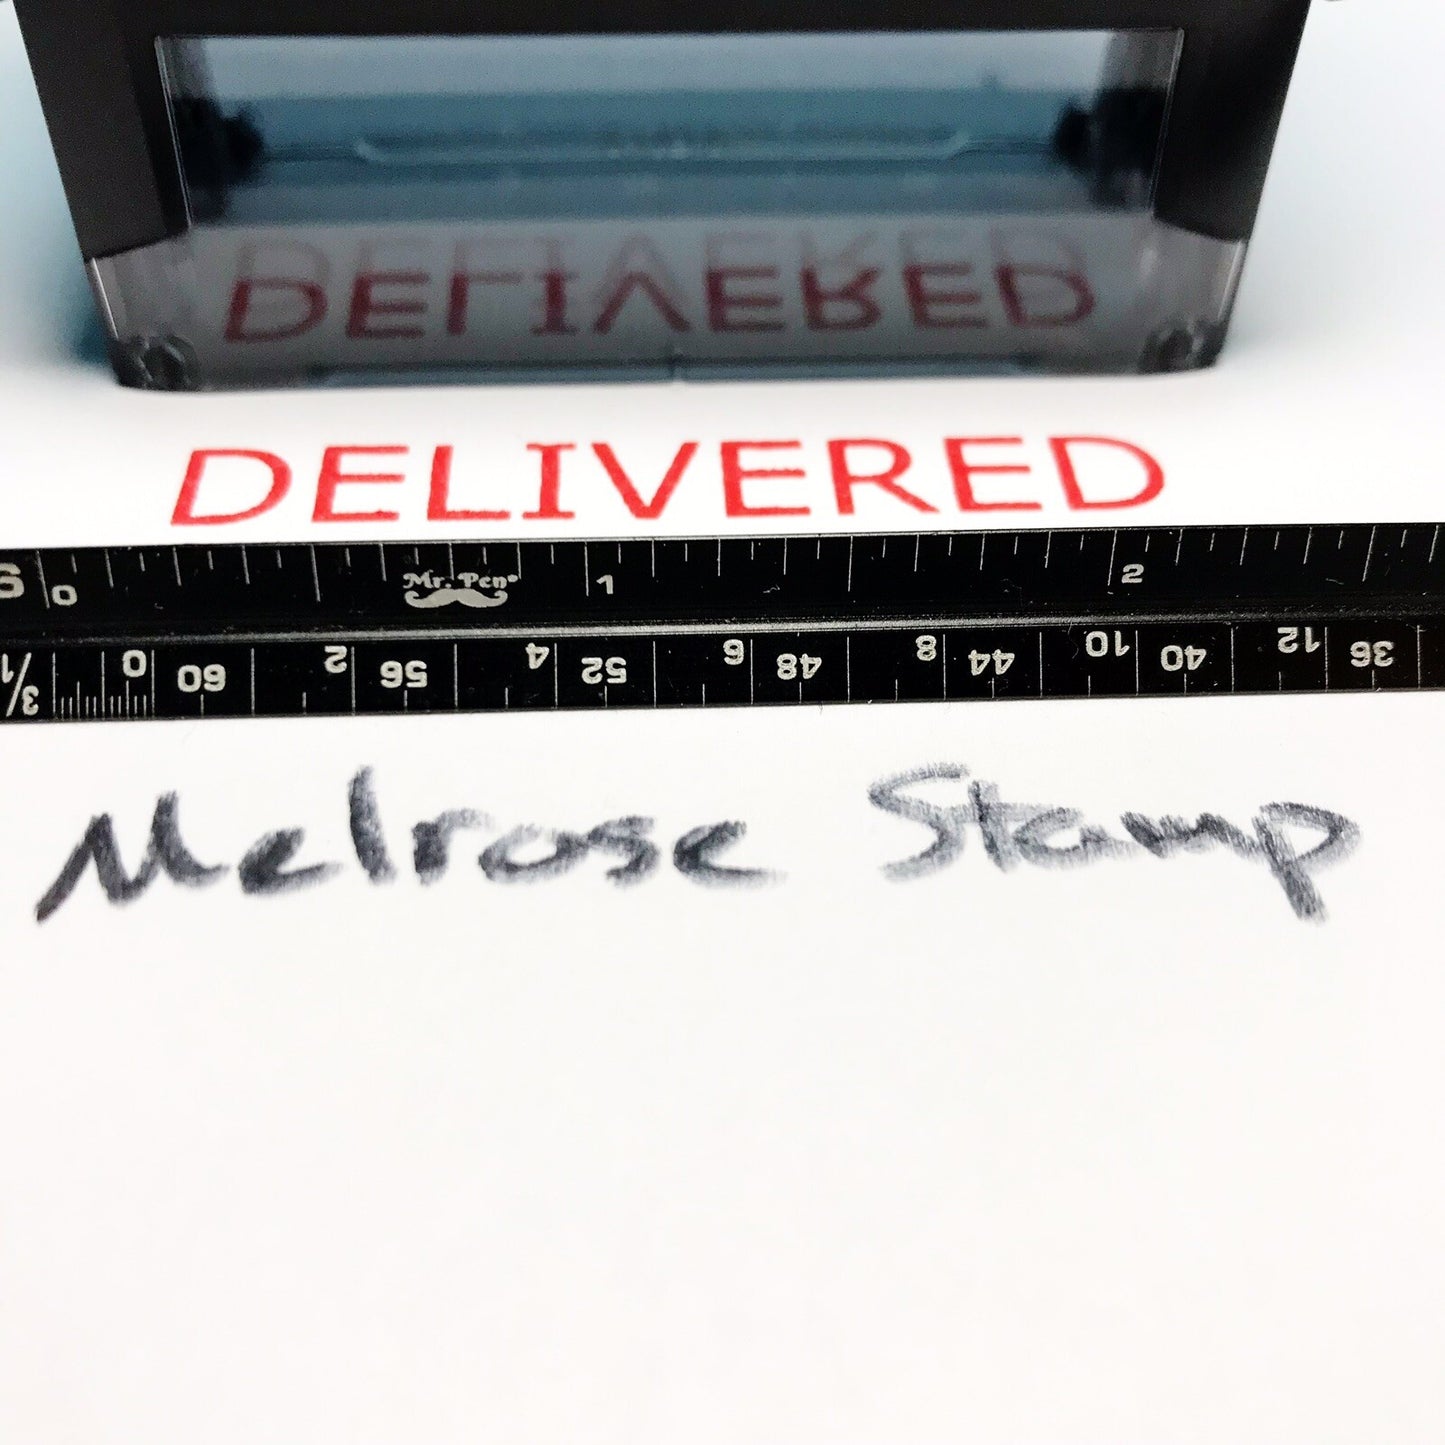 DELIVERED
DELIVERED
S 0 1 2
Mr. Pen®
0 60 2 56 4 52 6 48 8 44 10 40 12 36
Melrose Stamp